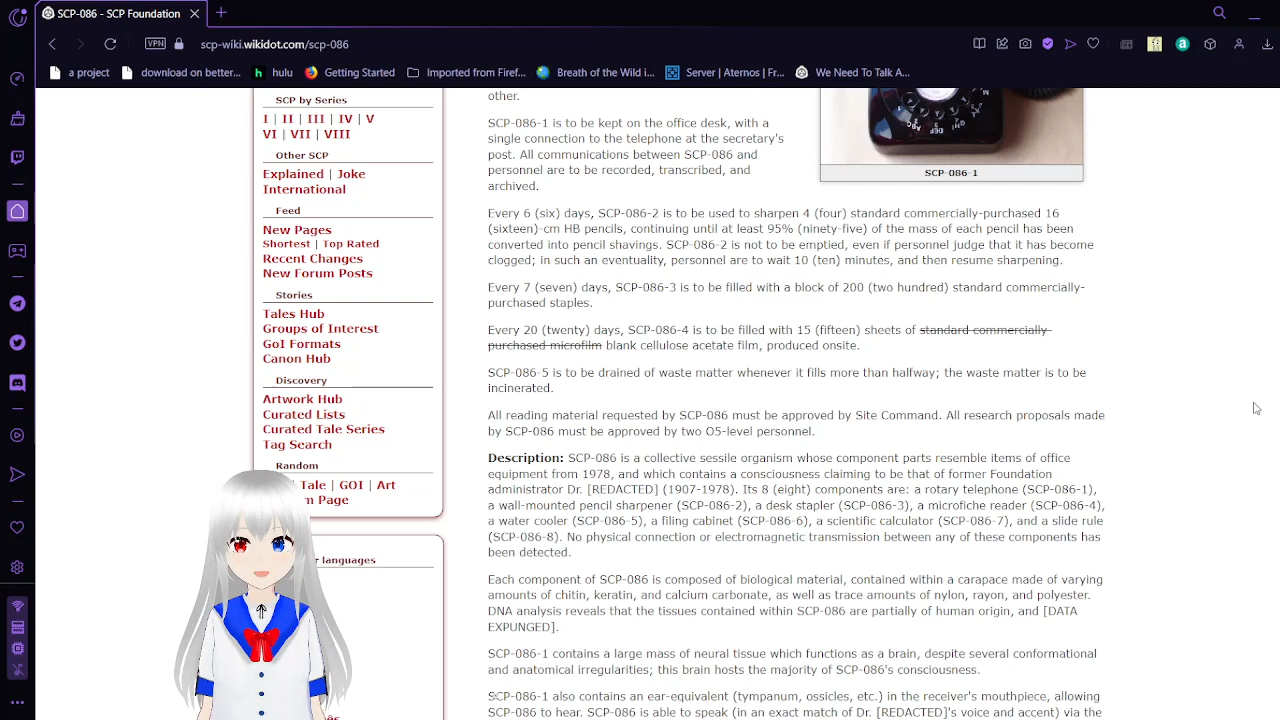 SCP-086 - SCP Foundation
VPN
scp-wiki.wikidot.com/scp-086
a project
download on better...
h hulu
Getting Started
Imported from Firef...
Breath of the Wild i...
Server | Aternos | Fr...
We Need To Talk A...
SCP by Series
I | II | III | IV | V
VI | VII | VIII
Other SCP
Explained | Joke
International
Feed
New Pages
Shortest | Top Rated
Recent Changes
New Forum Posts
Stories
Tales Hub
Groups of Interest
GoI Formats
Canon Hub
Discovery
Artwork Hub
Curated Lists
Curated Tale Series
Tag Search
Random
Tale | GOI | Art
Page
languages
other.
SCP-086-1 is to be kept on the office desk, with a
single connection to the telephone at the secretary's
post. All communications between SCP-086 and
personnel are to be recorded, transcribed, and
archived.
ABC
DEF
SCP-086-1
Every 6 (six) days, SCP-086-2 is to be used to sharpen 4 (four) standard commercially-purchased 16
(sixteen)-cm HB pencils, continuing until at least 95% (ninety-five) of the mass of each pencil has been
converted into pencil shavings. SCP-086-2 is not to be emptied, even if personnel judge that it has become
clogged; in such an eventuality, personnel are to wait 10 (ten) minutes, and then resume sharpening.
Every 7 (seven) days, SCP-086-3 is to be filled with a block of 200 (two hundred) standard commercially-
purchased staples.
Every 20 (twenty) days, SCP-086-4 is to be filled with 15 (fifteen) sheets of standard commercially-
purchased microfilm blank cellulose acetate film, produced onsite.
SCP-086-5 is to be drained of waste matter whenever it fills more than halfway; the waste matter is to be
incinerated.
All reading material requested by SCP-086 must be approved by Site Command. All research proposals made
by SCP-086 must be approved by two O5-level personnel.
Description: SCP-086 is a collective sessile organism whose component parts resemble items of office
equipment from 1978, and which contains a consciousness claiming to be that of former Foundation
administrator Dr. [REDACTED] (1907-1978). Its 8 (eight) components are: a rotary telephone (SCP-086-1),
a wall-mounted pencil sharpener (SCP-086-2), a desk stapler (SCP-086-3), a microfiche reader (SCP-086-4),
a water cooler (SCP-086-5), a filing cabinet (SCP-086-6), a scientific calculator (SCP-086-7), and a slide rule
(SCP-086-8). No physical connection or electromagnetic transmission between any of these components has
been detected.
Each component of SCP-086 is composed of biological material, contained within a carapace made of varying
amounts of chitin, keratin, and calcium carbonate, as well as trace amounts of nylon, rayon, and polyester.
DNA analysis reveals that the tissues contained within SCP-086 are partially of human origin, and [DATA
EXPUNGED].
SCP-086-1 contains a large mass of neural tissue which functions as a brain, despite several conformational
and anatomical irregularities; this brain hosts the majority of SCP-086's consciousness.
SCP-086-1 also contains an ear-equivalent (tympanum, ossicles, etc.) in the receiver's mouthpiece, allowing
SCP-086 to hear. SCP-086 is able to speak (in an exact match of Dr. [REDACTED]'s voice and accent) via the